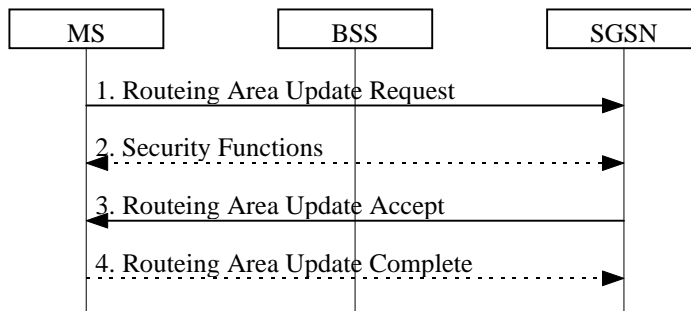 MS
BSS
SGSN
1. Routeing Area Update Request
2. Security Functions
3. Routeing Area Update Accept
4. Routeing Area Update Complete